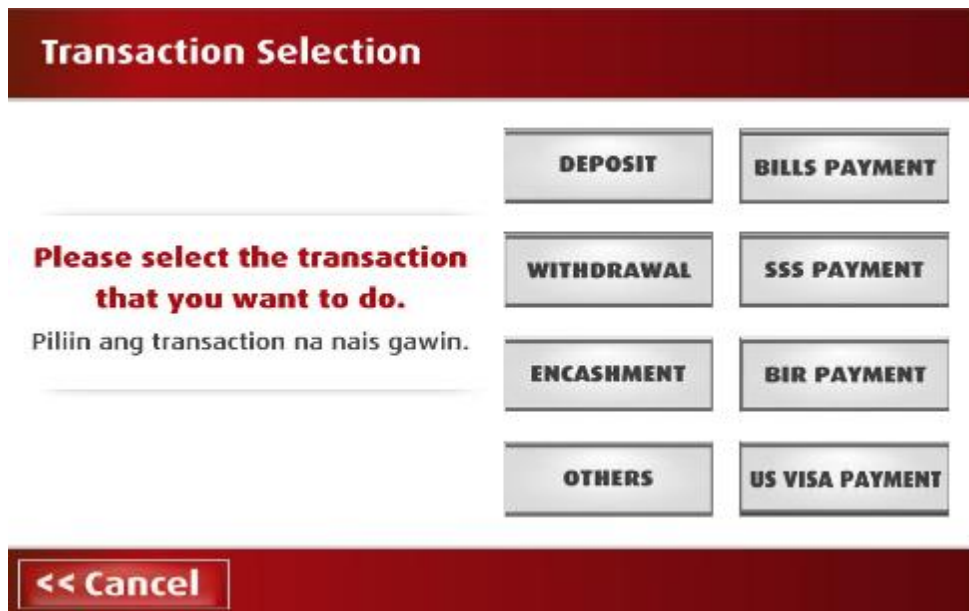 Transaction Selection
Please select the transaction
that you want to do.
Piliin ang transaction na nais gawin.
DEPOSIT
BILLS PAYMENT
WITHDRAWAL
SSS PAYMENT
ENCASHMENT
BIR PAYMENT
OTHERS
US VISA PAYMENT
<< Cancel